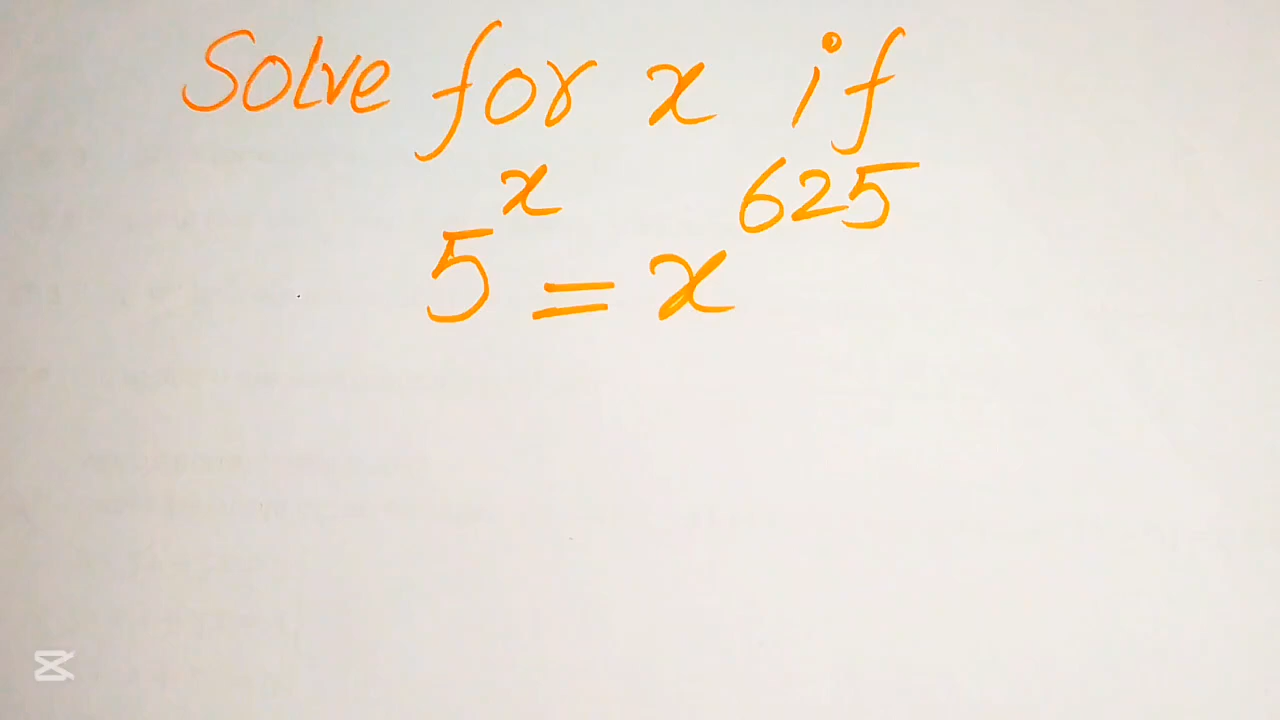 Solve for x if
5^x = x^625